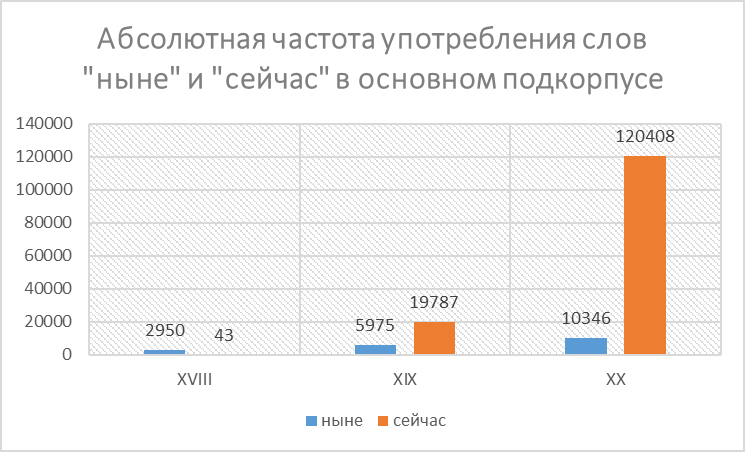 Абсолютная частота употребления слов
"ныне" и "сейчас" в основном подкорпусе
140000
120000
100000
80000
60000
40000
20000
0
2950
43
5975
19787
10346
120408
XVIII
XIX
XX
ныне
сейчас